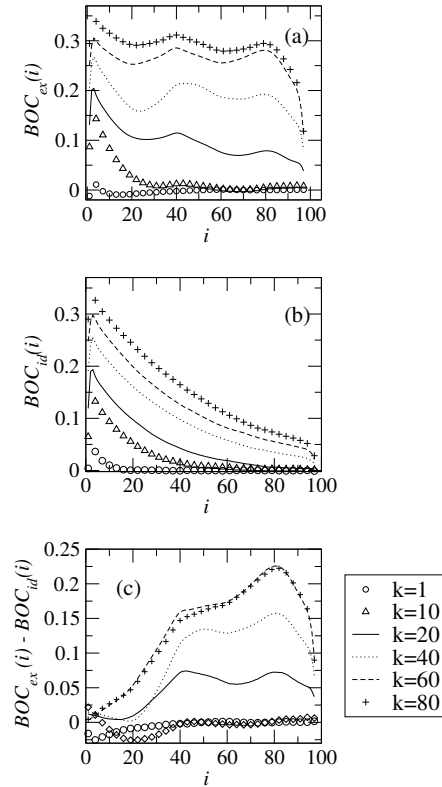 (a)
BOC_ex(i)
0.3
0.2
0.1
0
0 20 40 60 80 100
i
(b)
BOC_id(i)
0.3
0.2
0.1
0
0 20 40 60 80 100
i
(c)
BOC_ex (i) - BOC_id(i)
0.25
0.2
0.15
0.1
0.05
0
0 20 40 60 80 100
i
k=1
k=10
k=20
k=40
k=60
k=80